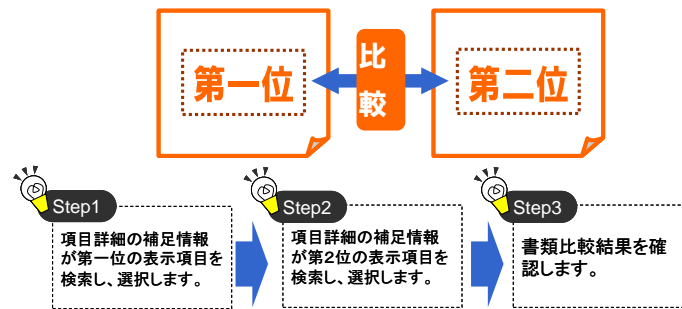 第一位
比
較
第二位
Step1
項目詳細の補足情報
が第一位の表示項目を
検索し、選択します。
Step2
項目詳細の補足情報
が第2位の表示項目を
検索し、選択します。
Step3
書類比較結果を確
認します。